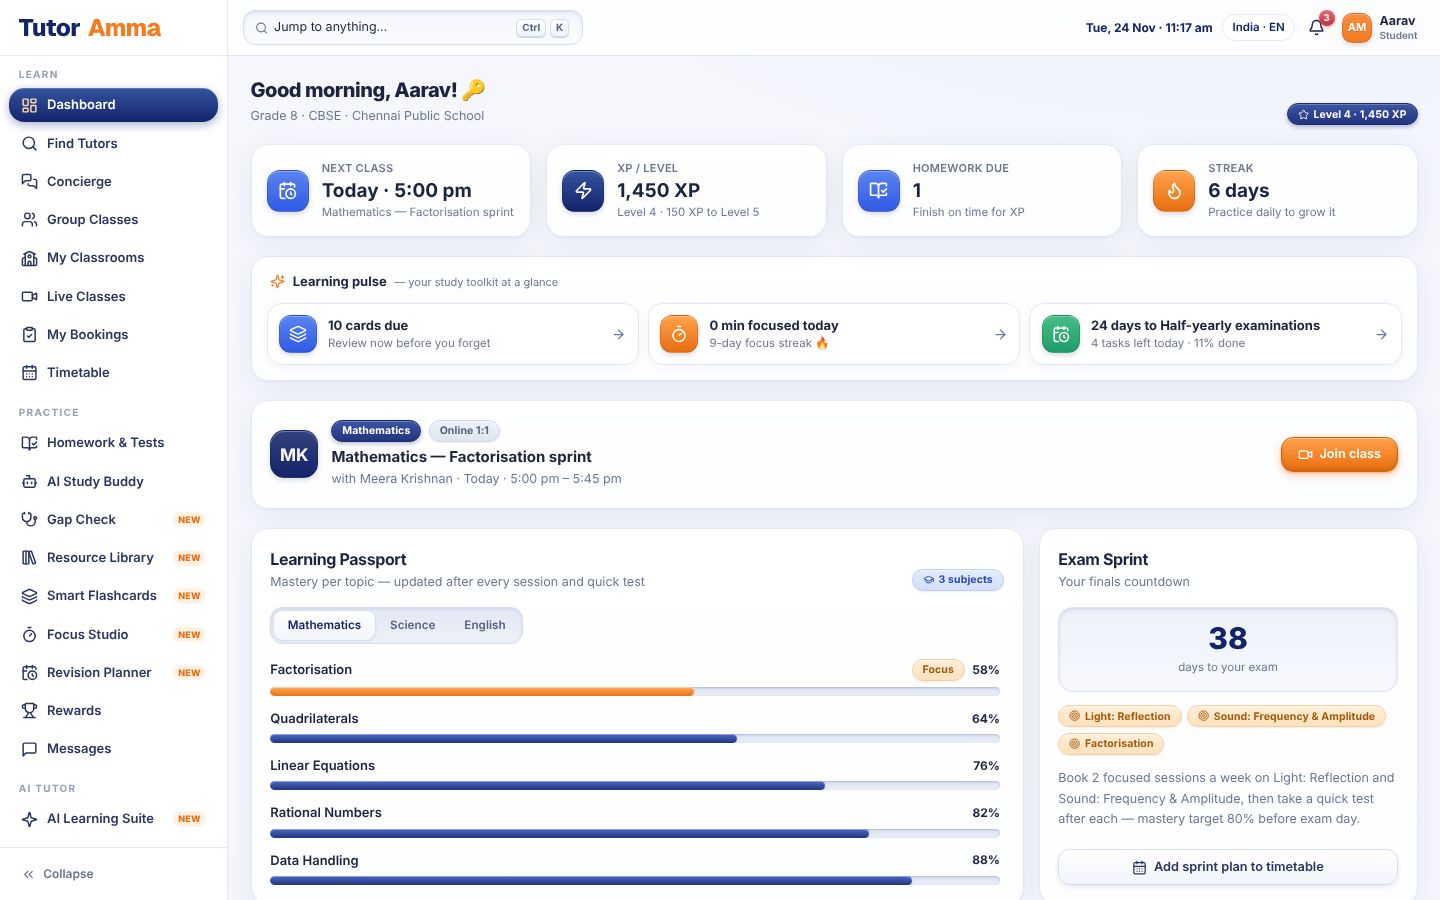 Tutor Amma
Jump to anything...
Ctrl K
Tue, 24 Nov · 11:17 am
India · EN
3
AM
Aarav
Student
LEARN
Dashboard
Find Tutors
Concierge
Group Classes
My Classrooms
Live Classes
My Bookings
Timetable
PRACTICE
Homework & Tests
AI Study Buddy
Gap Check NEW
Resource Library NEW
Smart Flashcards NEW
Focus Studio NEW
Revision Planner NEW
Rewards
Messages
AI TUTOR
AI Learning Suite NEW
Collapse
Good morning, Aarav! 🔑
Grade 8 · CBSE · Chennai Public School
Level 4 · 1,450 XP
NEXT CLASS
Today · 5:00 pm
Mathematics — Factorisation sprint
XP / LEVEL
1,450 XP
Level 4 · 150 XP to Level 5
HOMEWORK DUE
1
Finish on time for XP
STREAK
6 days
Practice daily to grow it
Learning pulse — your study toolkit at a glance
10 cards due
Review now before you forget
0 min focused today
9-day focus streak 🔥
24 days to Half-yearly examinations
4 tasks left today · 11% done
MK
Mathematics Online 1:1
Mathematics — Factorisation sprint
with Meera Krishnan · Today · 5:00 pm – 5:45 pm
Join class
Learning Passport
Mastery per topic — updated after every session and quick test
3 subjects
Mathematics Science English
Factorisation Focus 58%
Quadrilaterals 64%
Linear Equations 76%
Rational Numbers 82%
Data Handling 88%
Exam Sprint
Your finals countdown
38
days to your exam
Light: Reflection
Sound: Frequency & Amplitude
Factorisation
Book 2 focused sessions a week on Light: Reflection and
Sound: Frequency & Amplitude, then take a quick test
after each — mastery target 80% before exam day.
Add sprint plan to timetable